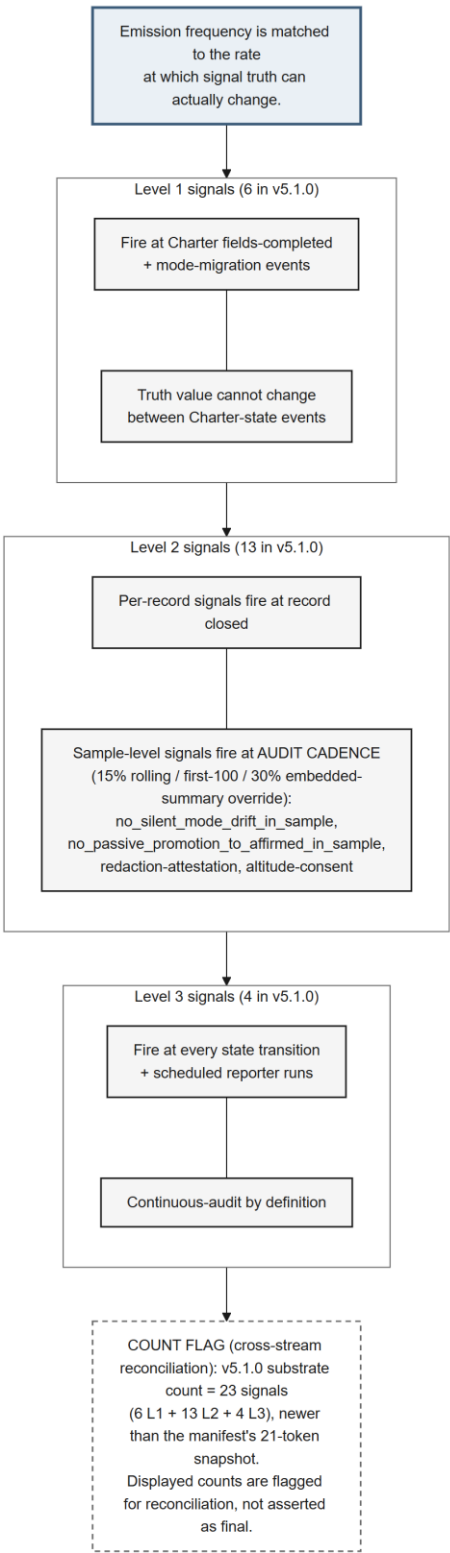 Emission frequency is matched
to the rate
at which signal truth can
actually change.
Level 1 signals (6 in v5.1.0)
Fire at Charter fields-completed
+ mode-migration events
Truth value cannot change
between Charter-state events
Level 2 signals (13 in v5.1.0)
Per-record signals fire at record
closed
Sample-level signals fire at AUDIT CADENCE
(15% rolling / first-100 / 30% embedded-
summary override):
no_silent_mode_drift_in_sample,
no_passive_promotion_to_affirmed_in_sample,
redaction-attestation, altitude-consent
Level 3 signals (4 in v5.1.0)
Fire at every state transition
+ scheduled reporter runs
Continuous-audit by definition
COUNT FLAG (cross-stream
reconciliation): v5.1.0 substrate
count = 23 signals
(6 L1 + 13 L2 + 4 L3), newer
than the manifest's 21-token
snapshot.
Displayed counts are flagged
for reconciliation, not asserted
as final.